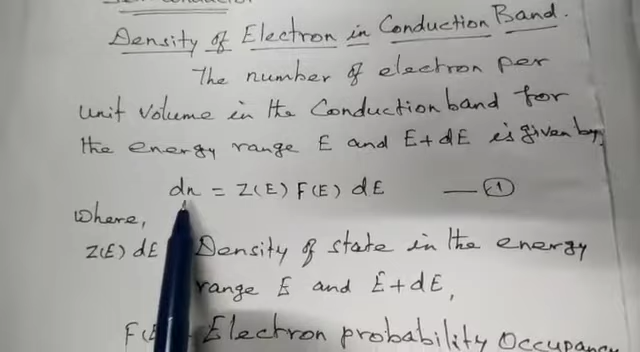 Density of Electron in Conduction Band.
The number of electron per
unit volume in the Conduction band for
the energy range E and E+dE is given by,
dn = Z(E) F(E) dE — ①
where,
Z(E) dE Density of state in the energy
range E and E+dE,
Electron probability Occupancy